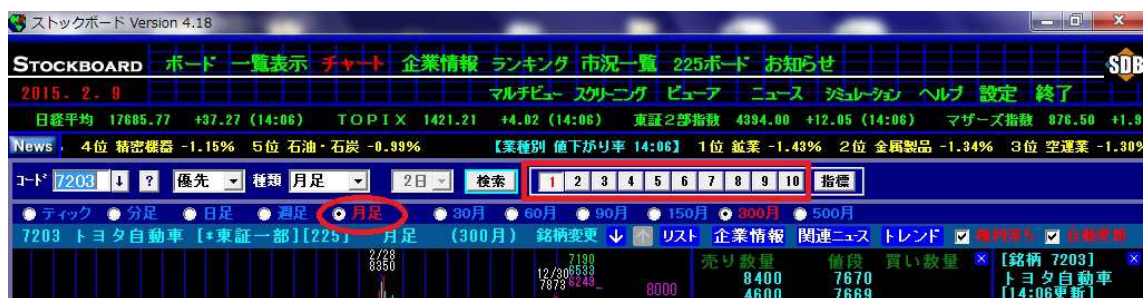 ストックボード Version 4.18
STOCKBOARD ボード 一覧表示 チャート 企業情報 ランキング 市況一覧 225ボード お知らせ SDB
2015. 2. 9 マルチビュー スクリーニング ビューア ニュース シミュレーション ヘルプ 設定 終了
日経平均 17685.77 +37.27 (14:06) TOPIX 1421.21 +4.02 (14:06) 東証2部指数 4394.00 +12.05 (14:06) マザーズ指数 876.50 +1.9
News 4位 精密機器 -1.15% 5位 石油・石炭 -0.99% 【業種別 値下がり率 14:06】 1位 鉱業 -1.43% 2位 金属製品 -1.34% 3位 空運業 -1.30%
コード 7203 ↓ ? 優先 種類 月足 2日 検索 1 2 3 4 5 6 7 8 9 10 指標
ティック 分足 日足 週足 月足 30月 60月 90月 150月 300月 500月
7203 トヨタ自動車 [*東証一部][225] 月足 (300月) 銘柄変更 ↓ ↑ リスト 企業情報 関連ニュース トレンド 権利落ち 自動更新
2/28 7190 売り数量 値段 買い数量 × [銘柄 7203] ×
8350 12/30 6533 8400 7670 トヨタ自動車
7873 6249 8000 4600 7669 [14:06更新]